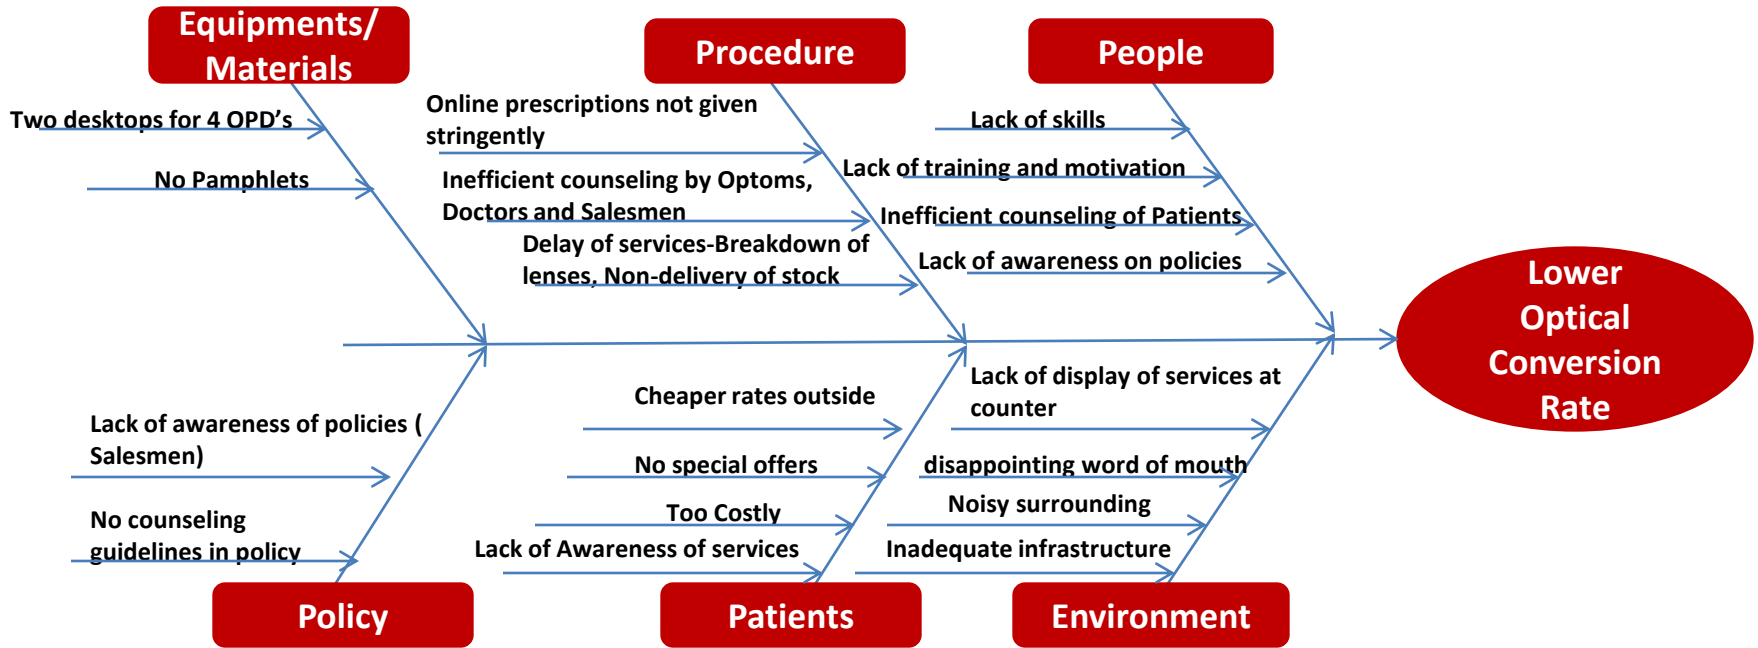 Equipments/
Materials
Procedure
People
Two desktops for 4 OPD's
No Pamphlets
Online prescriptions not given
stringently
Inefficient counseling by Optoms,
Doctors and Salesmen
Delay of services-Breakdown of
lenses, Non-delivery of stock
Lack of skills
Lack of training and motivation
Inefficient counseling of Patients
Lack of awareness on policies
Lower
Optical
Conversion
Rate
Lack of awareness of policies (
Salesmen)
No counseling
guidelines in policy
Cheaper rates outside
No special offers
Too Costly
Lack of Awareness of services
Lack of display of services at
counter
disappointing word of mouth
Noisy surrounding
Inadequate infrastructure
Policy
Patients
Environment